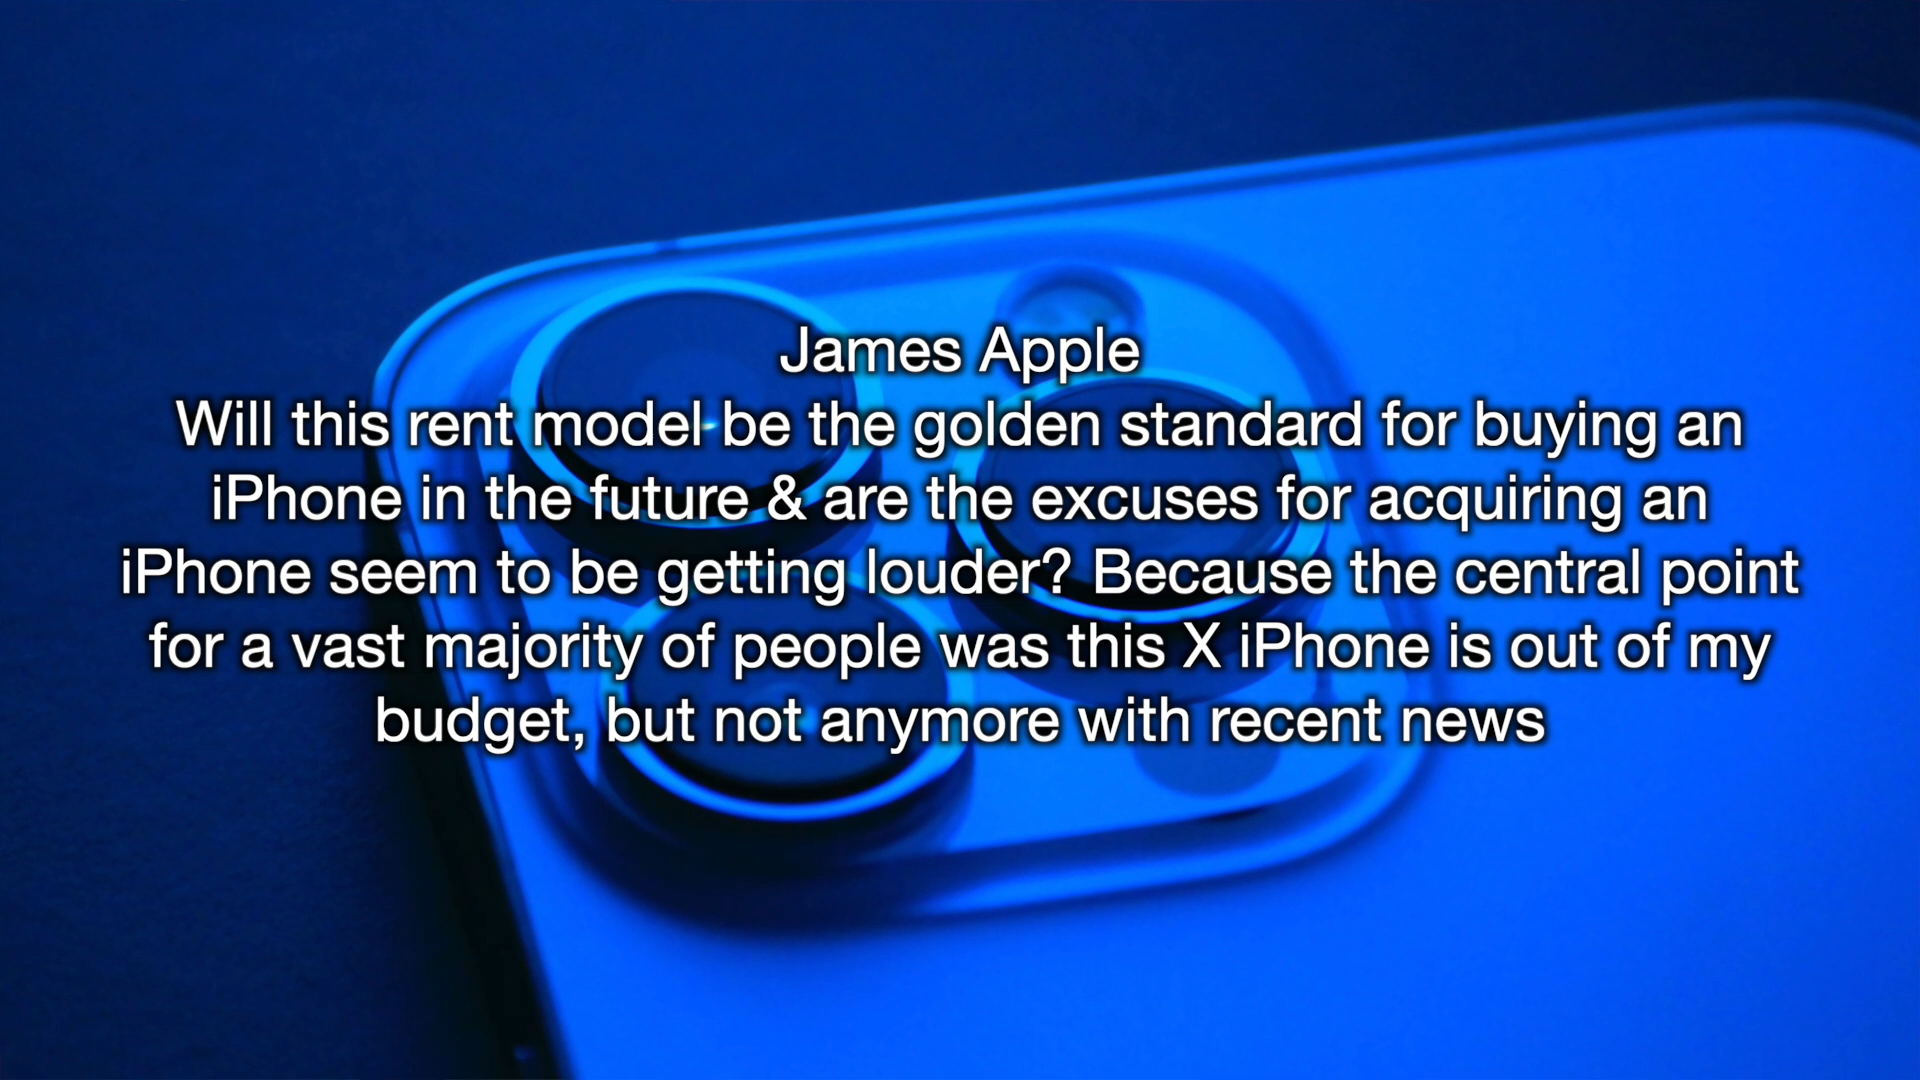 James Apple
Will this rent model be the golden standard for buying an
iPhone in the future & are the excuses for acquiring an
iPhone seem to be getting louder? Because the central point
for a vast majority of people was this X iPhone is out of my
budget, but not anymore with recent news